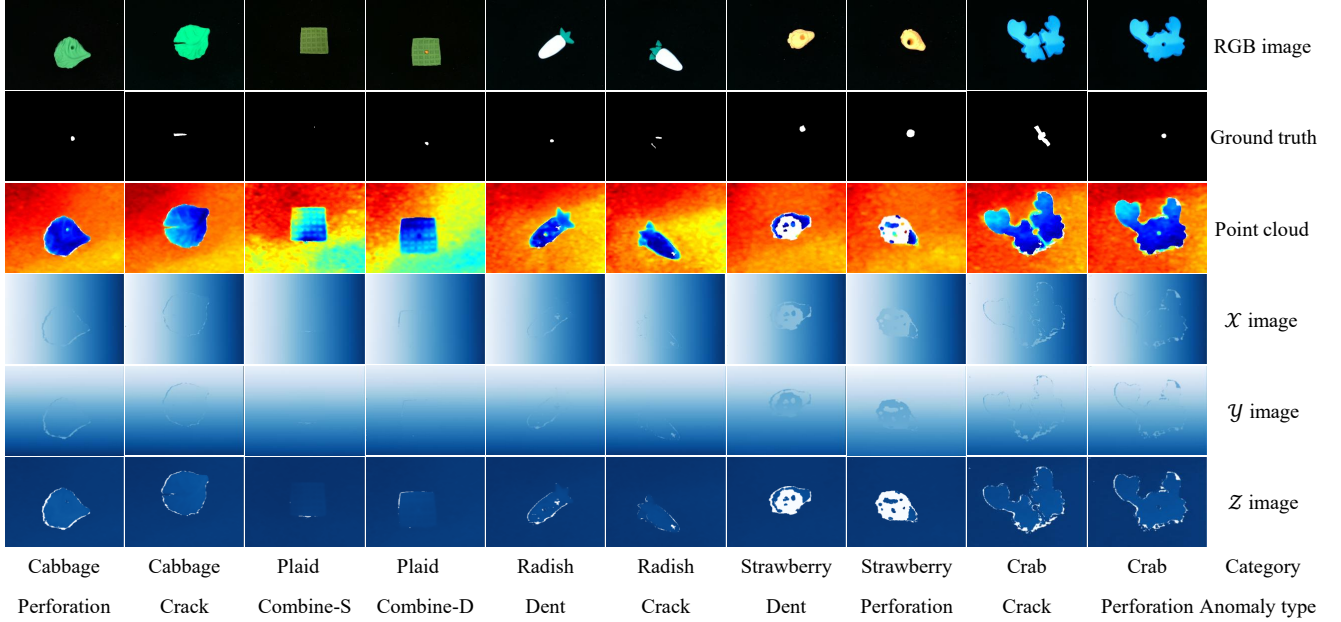 RGB image
Ground truth
Point cloud
𝒳 image
𝒴 image
𝒵 image
Cabbage Cabbage Plaid Plaid Radish Radish Strawberry Strawberry Crab Crab Category
Perforation Crack Combine-S Combine-D Dent Crack Dent Perforation Crack Perforation Anomaly type